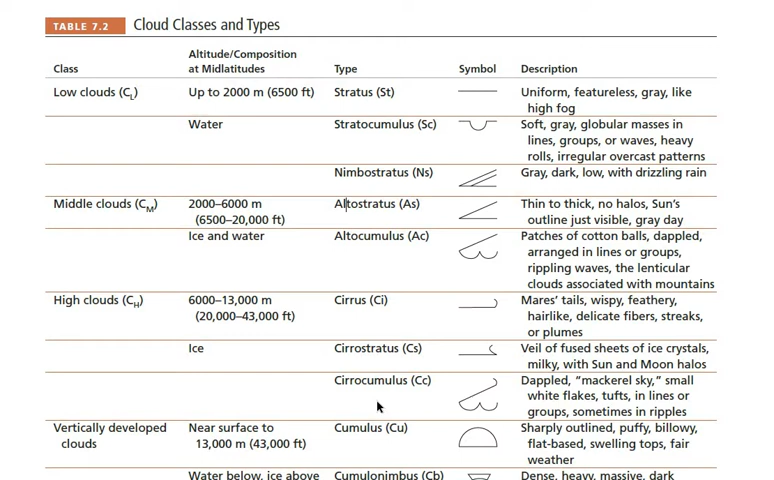 TABLE 7.2 Cloud Classes and Types
Altitude/Composition
Class at Midlatitudes Type Symbol Description
Low clouds (CL) Up to 2000 m (6500 ft) Stratus (St) Uniform, featureless, gray, like
high fog
Water Stratocumulus (Sc) Soft, gray, globular masses in
lines, groups, or waves, heavy
rolls, irregular overcast patterns
Nimbostratus (Ns) Gray, dark, low, with drizzling rain
Middle clouds (CM) 2000–6000 m Altostratus (As) Thin to thick, no halos, Sun's
(6500–20,000 ft) outline just visible, gray day
Ice and water Altocumulus (Ac) Patches of cotton balls, dappled,
arranged in lines or groups,
rippling waves, the lenticular
clouds associated with mountains
High clouds (CH) 6000–13,000 m Cirrus (Ci) Mares' tails, wispy, feathery,
(20,000–43,000 ft) hairlike, delicate fibers, streaks,
or plumes
Ice Cirrostratus (Cs) Veil of fused sheets of ice crystals,
milky, with Sun and Moon halos
Cirrocumulus (Cc) Dappled, "mackerel sky," small
white flakes, tufts, in lines or
groups, sometimes in ripples
Vertically developed Near surface to Cumulus (Cu) Sharply outlined, puffy, billowy,
clouds 13,000 m (43,000 ft) flat-based, swelling tops, fair
weather
Water below, ice above Cumulonimbus (Cb) Dense, heavy, massive, dark